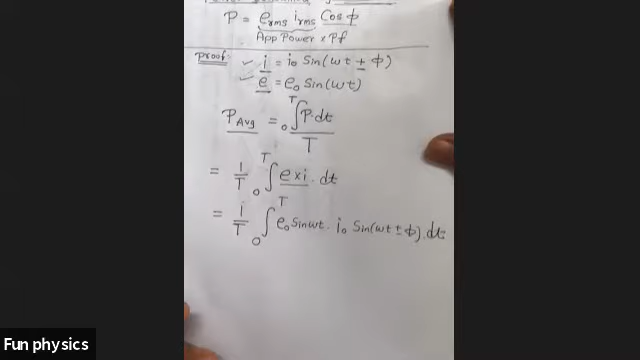 P = e_rms i_rms Cos ϕ
App Power × Pf
Proof:
✓ i = i₀ Sin(ωt ± ϕ)
✓ e = e₀ Sin(ωt)
P_Avg = ₀∫ᵀ P·dt / T
= 1/T ₀∫ᵀ e×i · dt
= i/T ₀∫ᵀ e₀ Sinωt · i₀ Sin(ωt ± ϕ).dt
Fun physics